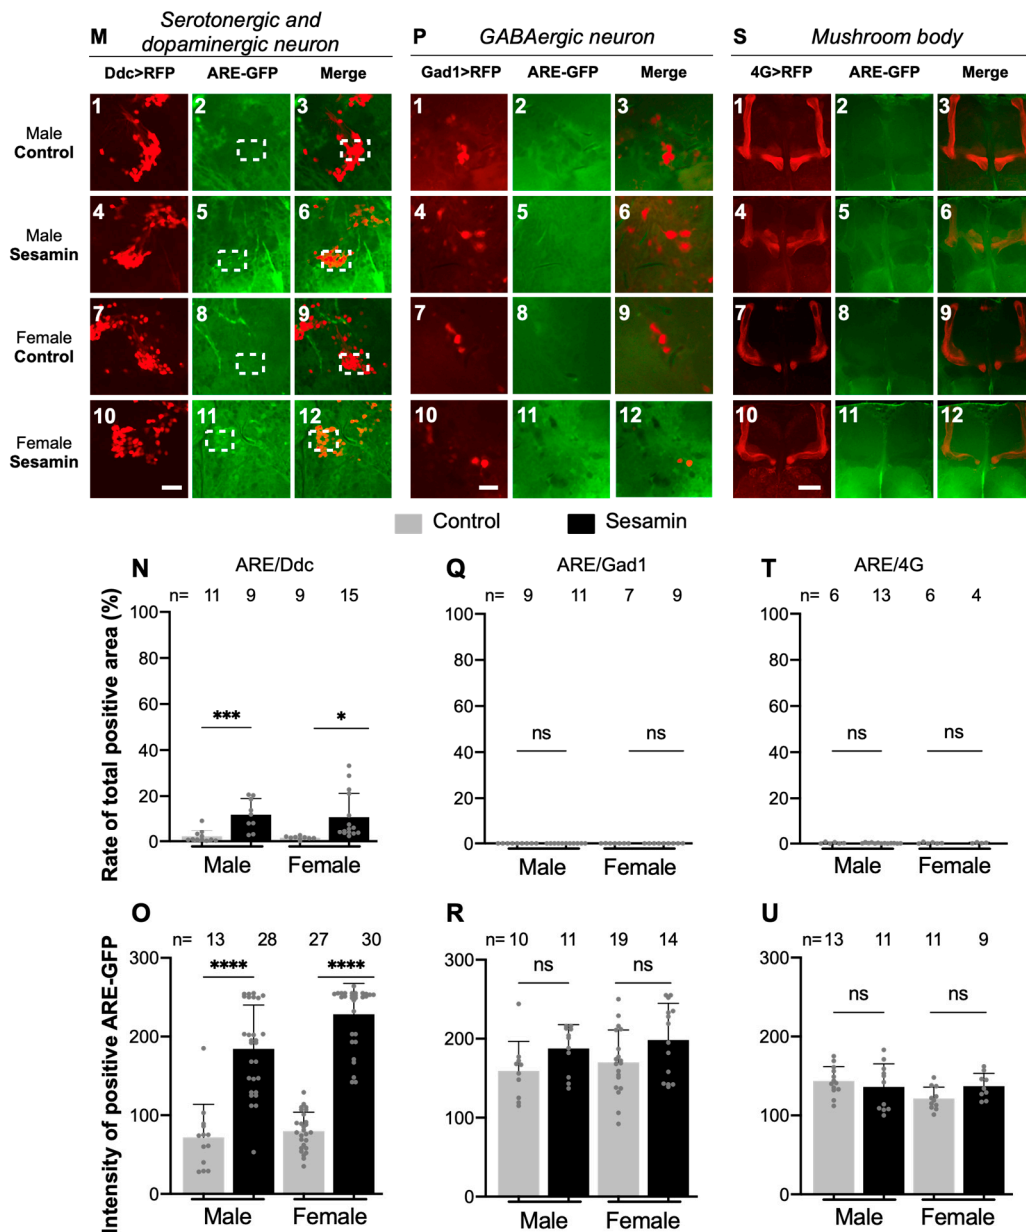 M
Serotonergic and
dopaminergic neuron
P
GABAergic neuron
S
Mushroom body
Ddc>RFP ARE-GFP Merge
Gad1>RFP ARE-GFP Merge
4G>RFP ARE-GFP Merge
Male
Control
1 2 3
1 2 3
1 2 3
Male
Sesamin
4 5 6
4 5 6
4 5 6
Female
Control
7 8 9
7 8 9
7 8 9
Female
Sesamin
10 11 12
10 11 12
10 11 12
Control Sesamin
N
ARE/Ddc
n= 11 9 9 15
Rate of total positive area (%)
100
80
60
40
20
0
***
*
Male Female
Q
ARE/Gad1
n= 9 11 7 9
100
80
60
40
20
0
ns
ns
Male Female
T
ARE/4G
n= 6 13 6 4
100
80
60
40
20
0
ns
ns
Male Female
O
n= 13 28 27 30
Intensity of positive ARE-GFP
300
200
100
0
****
****
Male Female
R
n= 10 11 19 14
300
200
100
0
ns
ns
Male Female
U
n= 13 11 11 9
300
200
100
0
ns
ns
Male Female